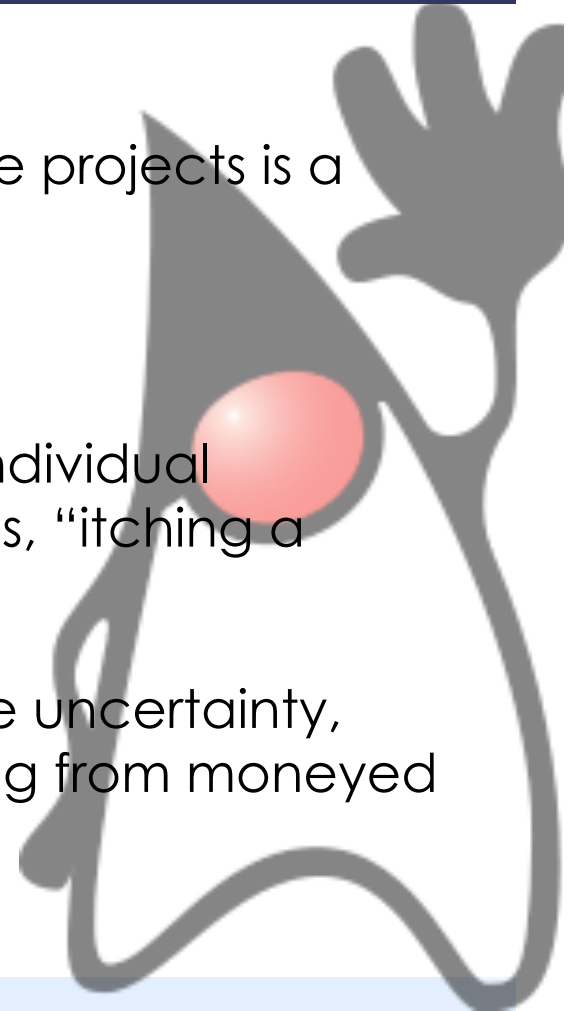 e projects is a
ndividual
s, “itching a
e uncertainty,
g from moneyed